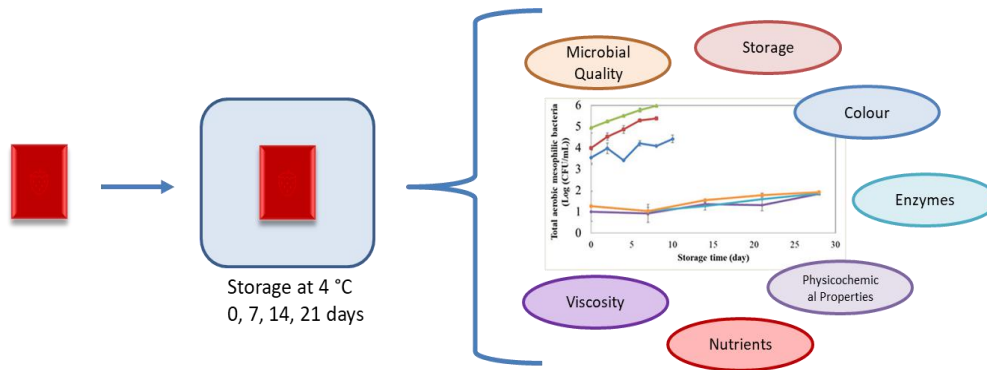 Storage at 4 °C
0, 7, 14, 21 days
Microbial
Quality
Storage
Colour
Enzymes
Physicochemic
al Properties
Nutrients
Viscosity
Total aerobic mesophilic bacteria
(Log (CFU/mL))
6
5
4
3
2
1
0
0 5 10 15 20 25 30
Storage time (day)